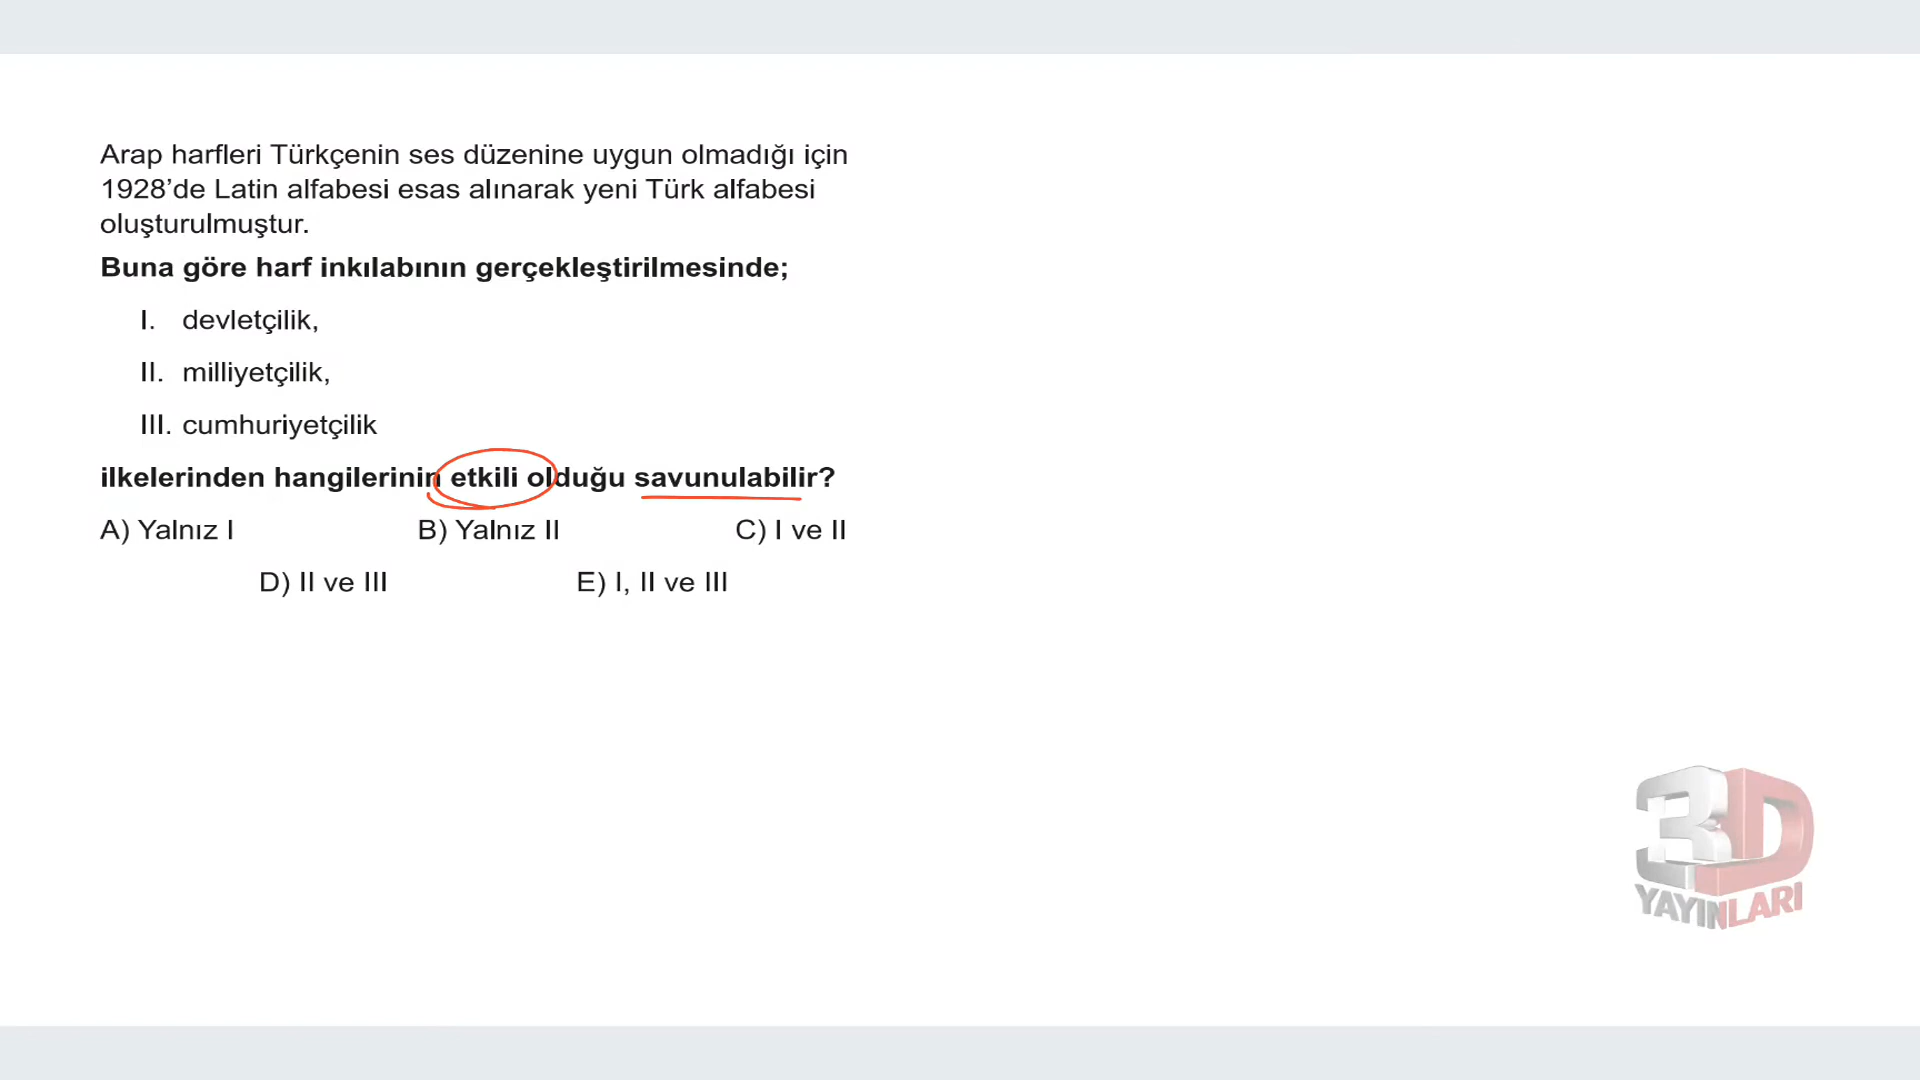 Arap harfleri Türkçenin ses düzenine uygun olmadığı için
1928’de Latin alfabesi esas alınarak yeni Türk alfabesi
oluşturulmuştur.
Buna göre harf inkılabının gerçekleştirilmesinde;
I. devletçilik,
II. milliyetçilik,
III. cumhuriyetçilik
ilkelerinden hangilerinin etkili olduğu savunulabilir?
A) Yalnız I B) Yalnız II C) I ve II
D) II ve III E) I, II ve III
3D
YAYINLARI